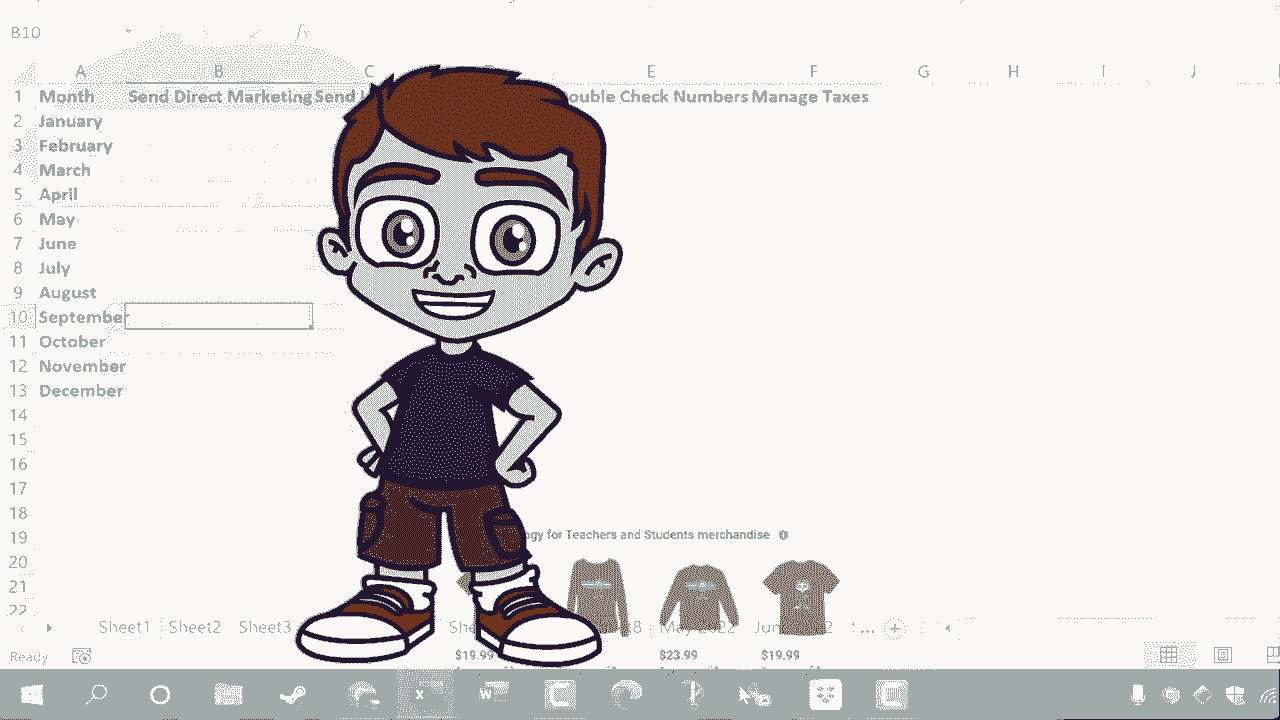 B10 fx
A B C E F G H I J
1 Month Send Direct Marketing Send Double Check Numbers Manage Taxes
2 January
3 February
4 March
5 April
6 May
7 June
8 July
9 August
10 September
11 October
12 November
13 December
14
15
16
17
18
19 ogy for Teachers and Students merchandise
20
21
22
Sheet1 Sheet2 Sheet3 May 2022
$19.99 $23.99 $19.99
Ready